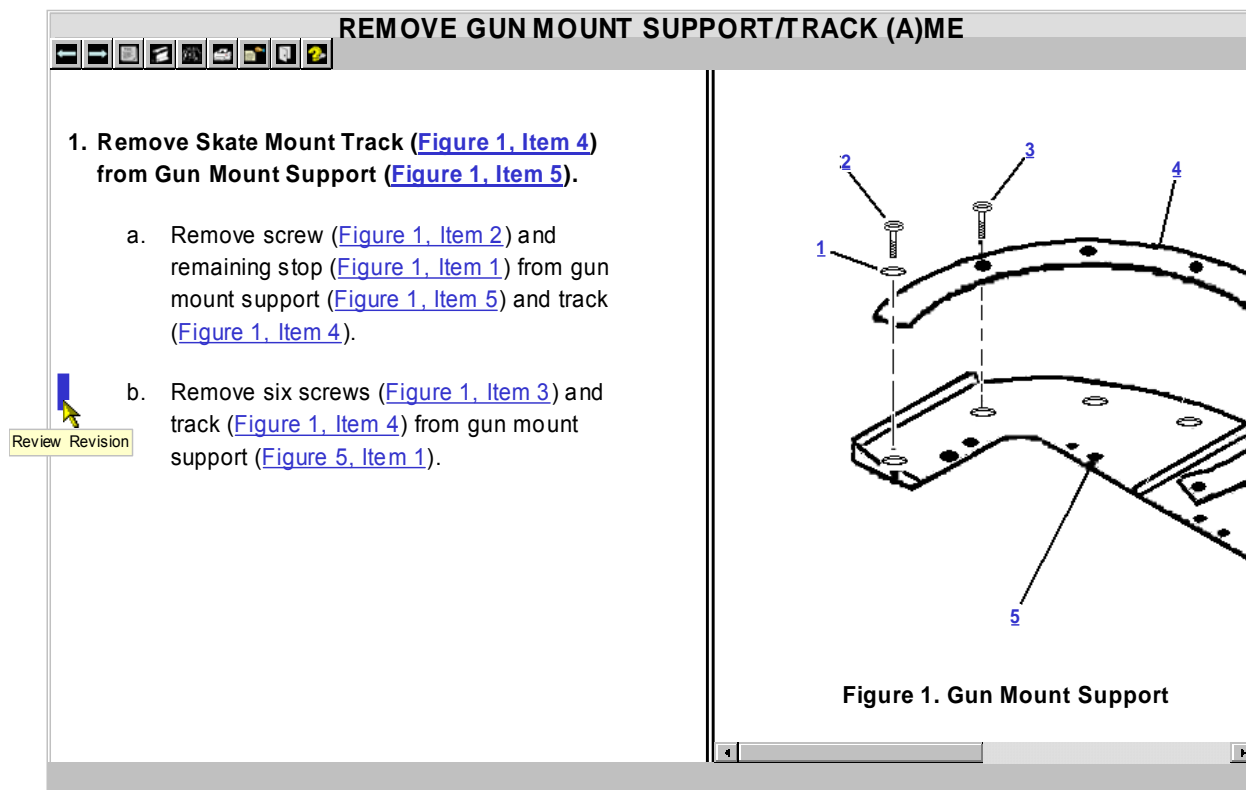 REMOVE GUN MOUNT SUPPORT/TRACK (A)ME
1. Remove Skate Mount Track (Figure 1, Item 4)
from Gun Mount Support (Figure 1, Item 5).
a. Remove screw (Figure 1, Item 2) and
remaining stop (Figure 1, Item 1) from gun
mount support (Figure 1, Item 5) and track
(Figure 1, Item 4).
b. Remove six screws (Figure 1, Item 3) and
track (Figure 1, Item 4) from gun mount
support (Figure 5, Item 1).
Review Revision
2
3
4
1
5
Figure 1. Gun Mount Support